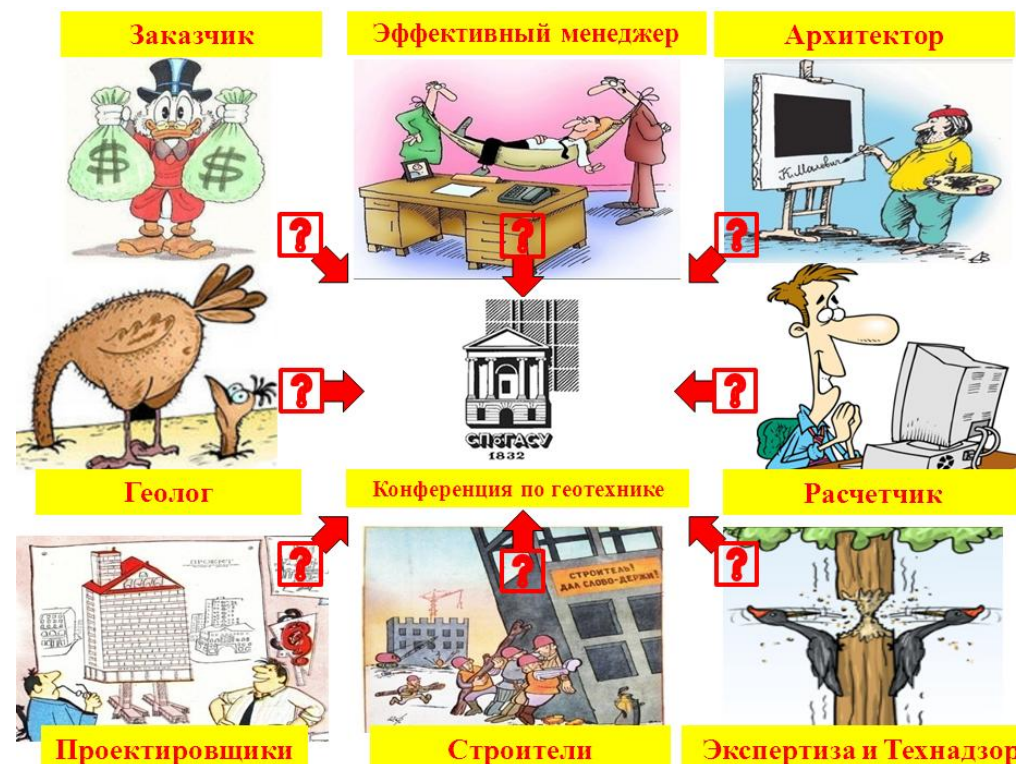 Заказчик
Эффективный менеджер
Архитектор
$
$
К.Малевич
?
?
?
?
?
СПбГАСУ
1832
Геолог
Конференция по геотехнике
Расчетчик
?
?
?
ПРОЕКТ
СТРОИТЕЛЬ!
ДАЛ СЛОВО-ДЕРЖИ!
Проектировщики
Строители
Экспертиза и Технадзор